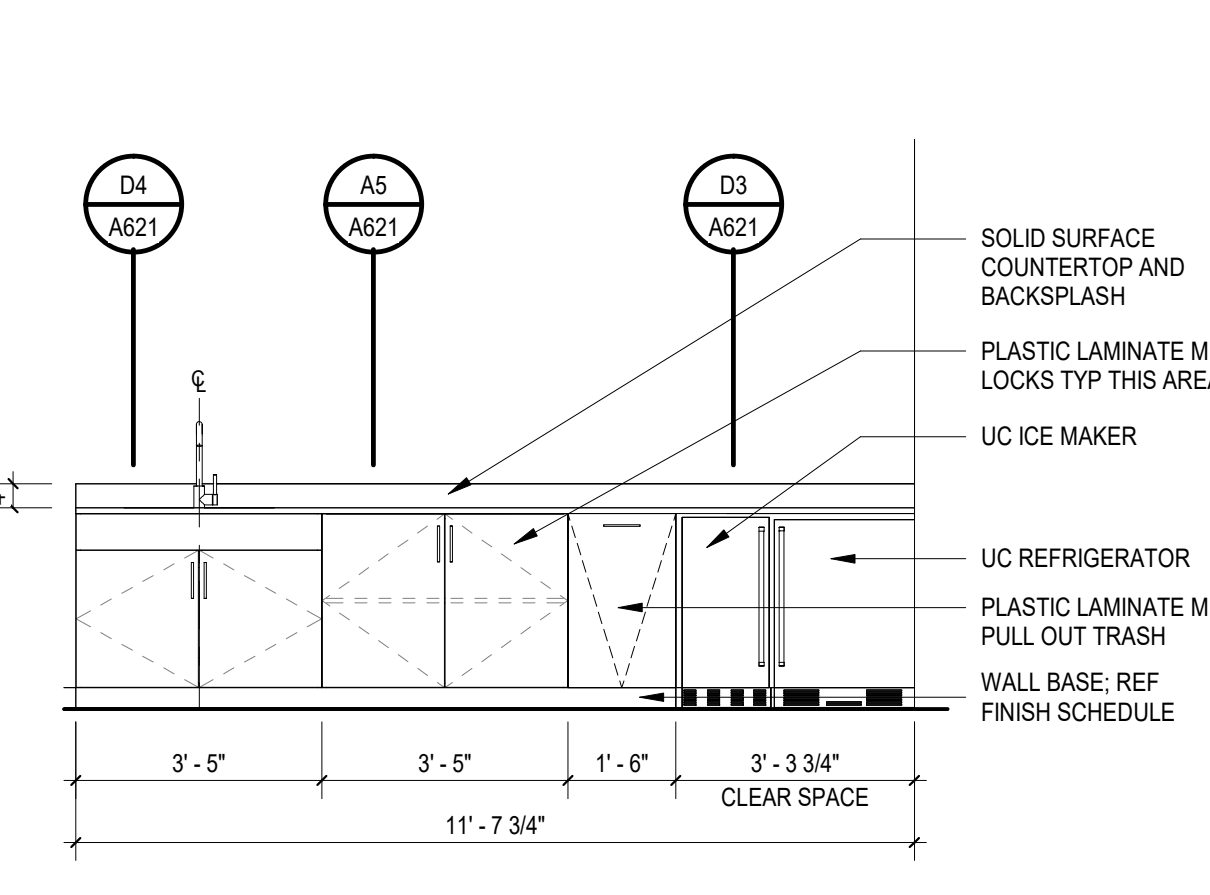 D4
A621
A5
A621
D3
A621
SOLID SURFACE
COUNTERTOP AND
BACKSPLASH
PLASTIC LAMINATE M
LOCKS TYP THIS AREA
UC ICE MAKER
℄
UC REFRIGERATOR
PLASTIC LAMINATE M
PULL OUT TRASH
WALL BASE; REF
FINISH SCHEDULE
3' - 5"
3' - 5"
1' - 6"
3' - 3 3/4"
CLEAR SPACE
11' - 7 3/4"